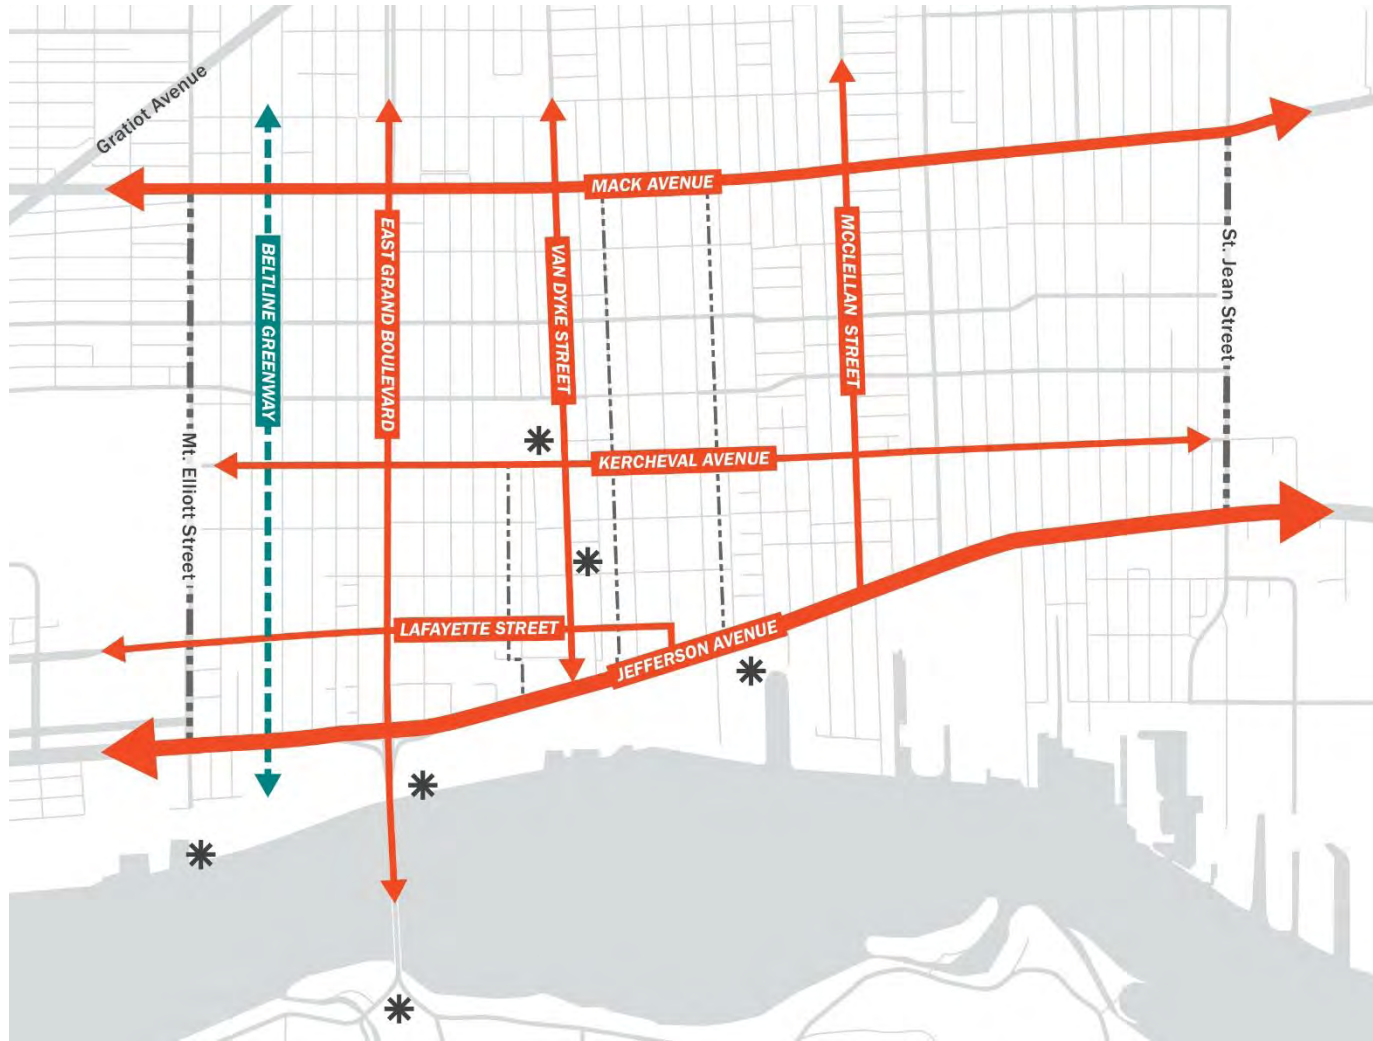 Gratiot Avenue
MACK AVENUE
BELTLINE GREENWAY
EAST GRAND BOULEVARD
VAN DYKE STREET
MCCLELLAN STREET
St. Jean Street
Mt. Elliott Street
KERCHEVAL AVENUE
LAFAYETTE STREET
JEFFERSON AVENUE